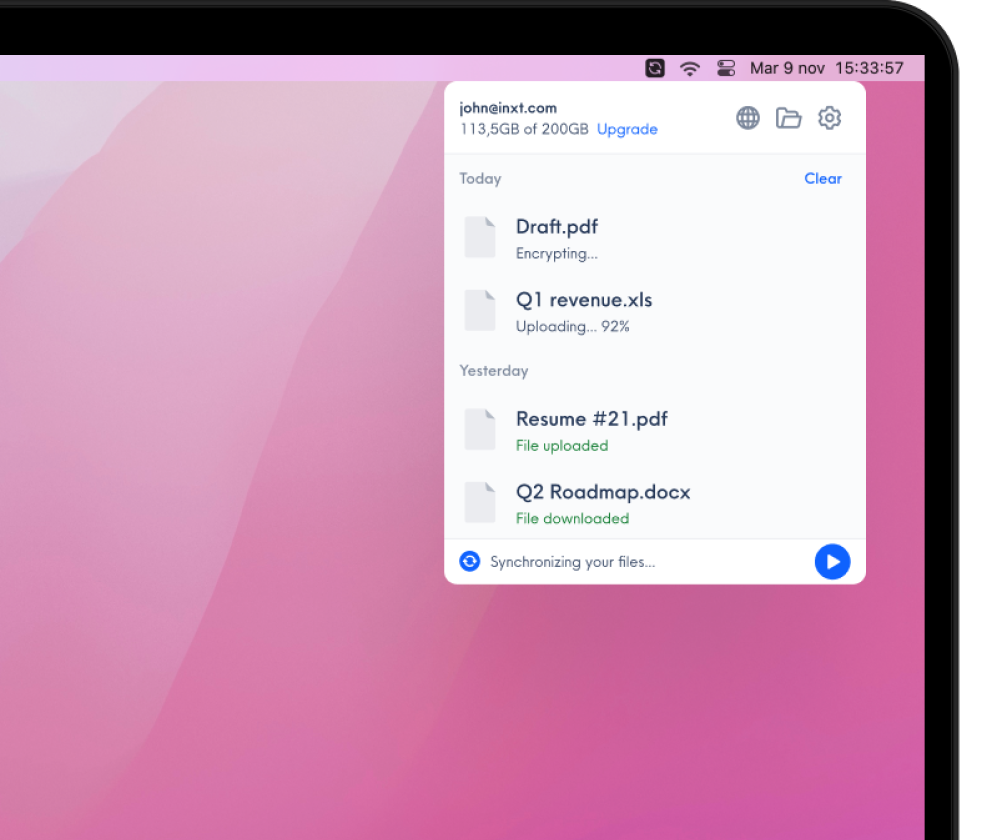 Mar 9 nov 15:33:57
john@inxt.com
113,5GB of 200GB Upgrade
Today Clear
Draft.pdf
Encrypting...
Q1 revenue.xls
Uploading... 92%
Yesterday
Resume #21.pdf
File uploaded
Q2 Roadmap.docx
File downloaded
Synchronizing your files...